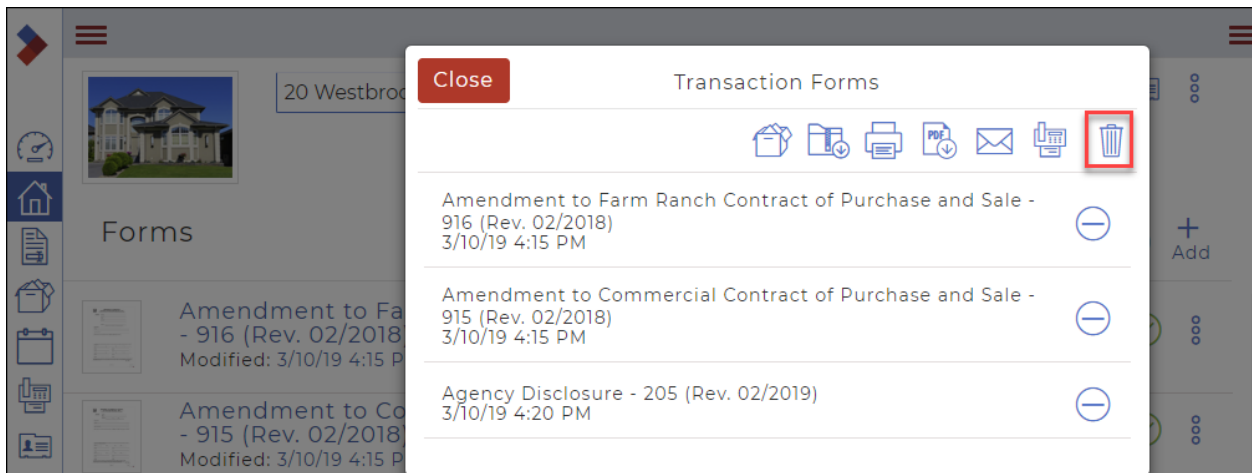 Close
Transaction Forms
20 Westbroo
PDF
Amendment to Farm Ranch Contract of Purchase and Sale -
916 (Rev. 02/2018)
3/10/19 4:15 PM
Forms
Add
Amendment to Commercial Contract of Purchase and Sale -
915 (Rev. 02/2018)
3/10/19 4:15 PM
Amendment to Fa
- 916 (Rev. 02/2018)
Modified: 3/10/19 4:15 P
Agency Disclosure - 205 (Rev. 02/2019)
3/10/19 4:20 PM
Amendment to Co
- 915 (Rev. 02/2018)
Modified: 3/10/19 4:15 P